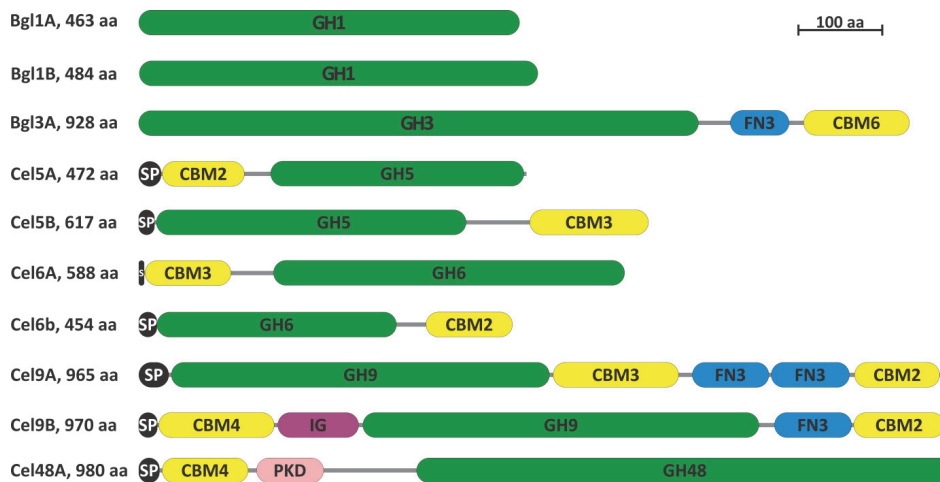 Bgl1A, 463 aa GH1 100 aa
Bgl1B, 484 aa GH1
Bgl3A, 928 aa GH3 FN3 CBM6
Cel5A, 472 aa SP CBM2 GH5
Cel5B, 617 aa SP GH5 CBM3
Cel6A, 588 aa S CBM3 GH6
Cel6b, 454 aa SP GH6 CBM2
Cel9A, 965 aa SP GH9 CBM3 FN3 FN3 CBM2
Cel9B, 970 aa SP CBM4 IG GH9 FN3 CBM2
Cel48A, 980 aa SP CBM4 PKD GH48